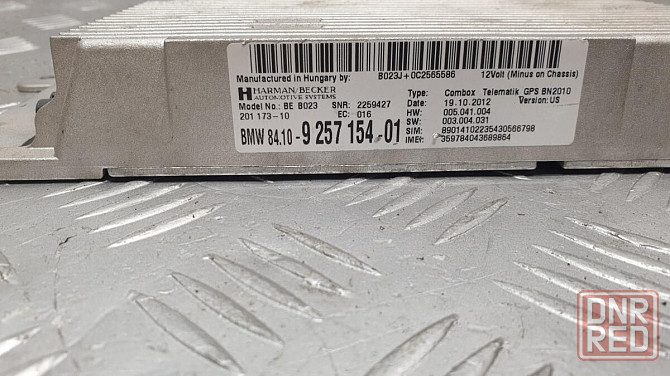 Manufactured in Hungary by: B023J+0C2565586 12Volt (Minus on Chassis)
HARMAN/BECKER
AUTOMOTIVE SYSTEMS
Type: Combox Telematik GPS BN2010
Model No.: BE B023 SNR: 2259427 Date: 19.10.2012 Version: US
201 173-10 EC: 016 HW: 005.041.004
SW: 003.004.031
BMW 84.10-9 257 154-01 SIM: 89014102235430566798
IMEI: 359784043689864
DNR
RED